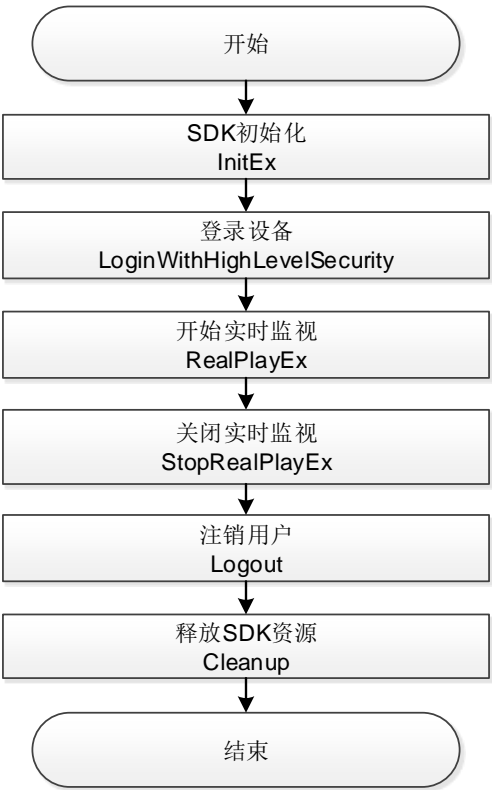 开始
SDK初始化
InitEx
登录设备
LoginWithHighLevelSecurity
开始实时监视
RealPlayEx
关闭实时监视
StopRealPlayEx
注销用户
Logout
释放SDK资源
Cleanup
结束